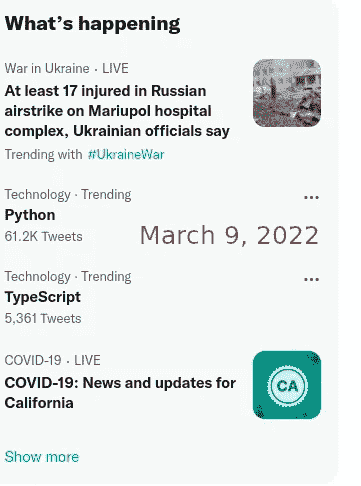 What's happening
War in Ukraine · LIVE
At least 17 injured in Russian
airstrike on Mariupol hospital
complex, Ukrainian officials say
Trending with #UkraineWar
Technology · Trending
Python
61.2K Tweets
March 9, 2022
Technology · Trending
TypeScript
5,361 Tweets
COVID-19 · LIVE
COVID-19: News and updates for
California
CA
Show more